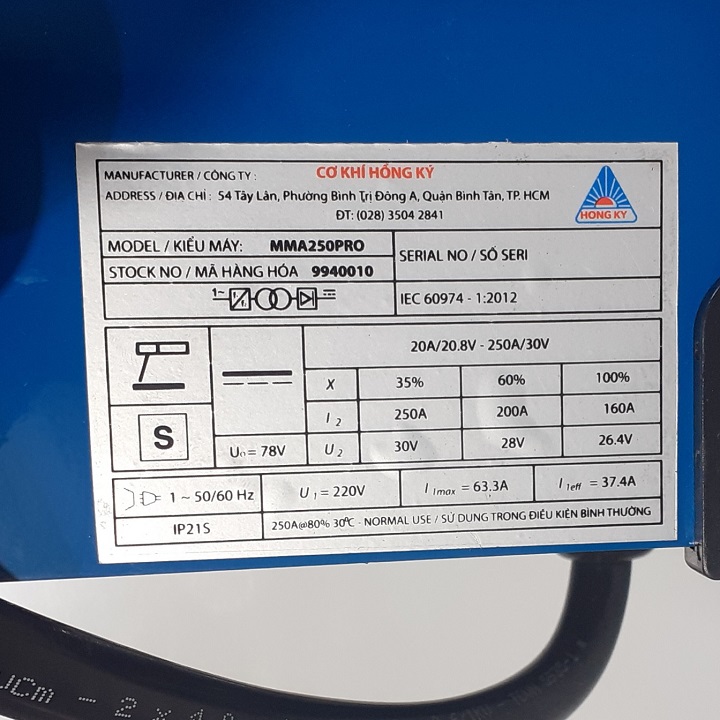 MANUFACTURER / CÔNG TY : CƠ KHÍ HỒNG KÝ
ADDRESS / ĐỊA CHỈ : 54 Tây Lân, Phường Bình Trị Đông A, Quận Bình Tân, TP. HCM
ĐT: (028) 3504 2841
HONG KY
MODEL / KIỂU MÁY: MMA250PRO
STOCK NO / MÃ HÀNG HÓA 9940010
SERIAL NO / SỐ SERI
1~
IEC 60974 - 1:2012
20A/20.8V - 250A/30V
X 35% 60% 100%
I2 250A 200A 160A
S
U0 = 78V
U2 30V 28V 26.4V
1 ~ 50/60 Hz
U1 = 220V
I1max = 63.3A
I1eff = 37.4A
IP21S
250A@80% 30°C - NORMAL USE / SỬ DỤNG TRONG ĐIỀU KIỆN BÌNH THƯỜNG